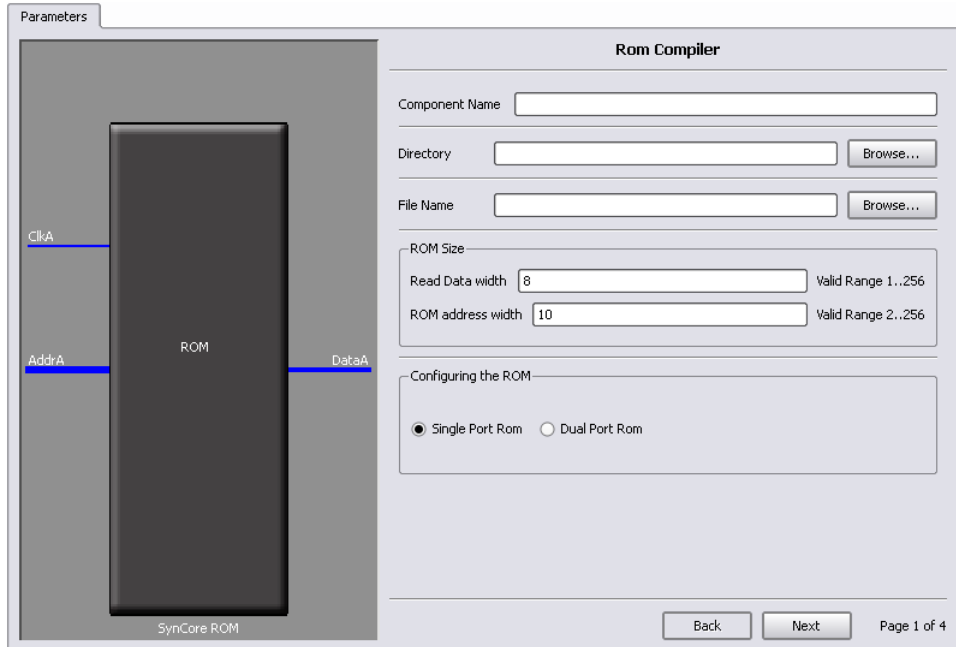 Parameters
Rom Compiler
Component Name
Directory
Browse...
File Name
Browse...
ClkA
ROM Size
Read Data width 8 Valid Range 1..256
ROM address width 10 Valid Range 2..256
ROM
AddrA
DataA
Configuring the ROM
Single Port Rom Dual Port Rom
SynCore ROM
Back Next Page 1 of 4